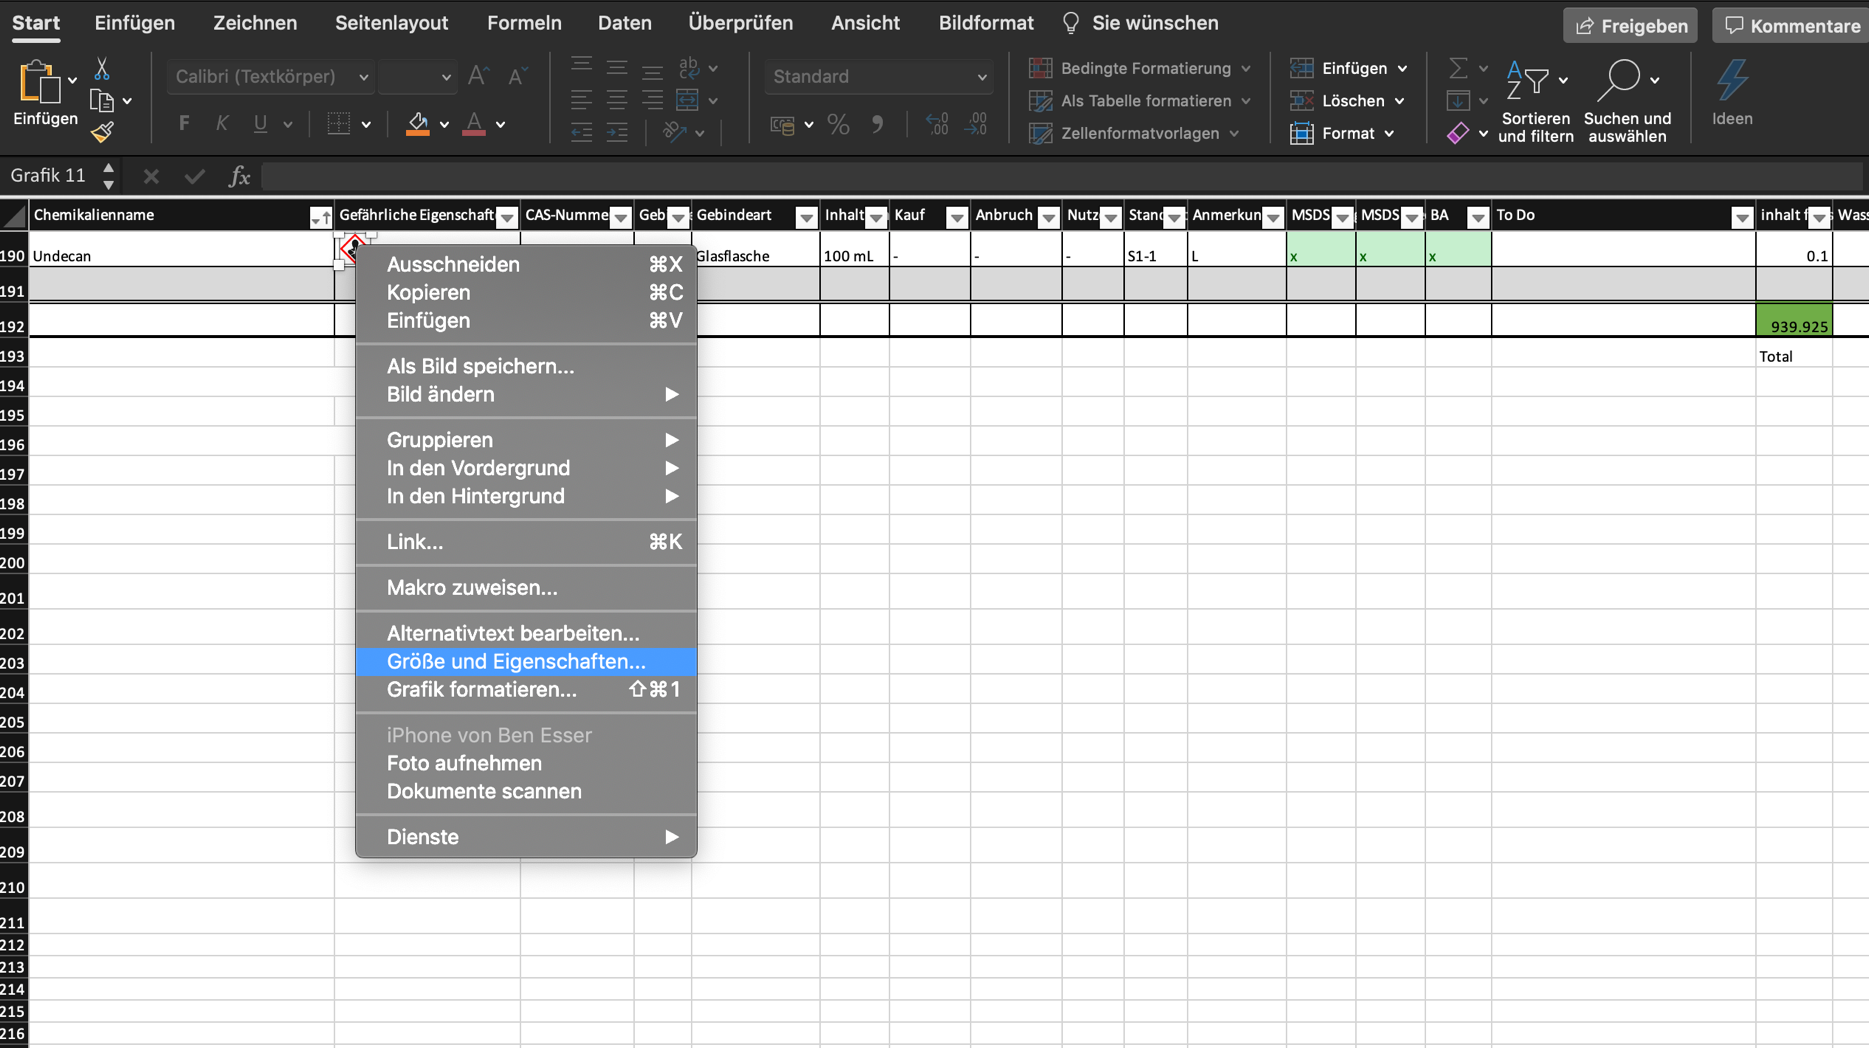 Start Einfügen Zeichnen Seitenlayout Formeln Daten Überprüfen Ansicht Bildformat Sie wünschen Freigeben Kommentare
Calibri (Textkörper) Standard Bedingte Formatierung Einfügen
Als Tabelle formatieren Löschen
Einfügen F K U A % Zellenformatvorlagen Format Sortieren und filtern Suchen und auswählen Ideen
Grafik 11 fx
Chemikalienname Gefährliche Eigenschaft CAS-Numme Geb Gebindeart Inhalt Kauf Anbruch Nutz Stand Anmerkun MSDS MSDS BA To Do inhalt f Wass
190 Undecan Glasflasche 100 mL - - - S1-1 L x x x 0.1
191
192 939.925
193 Total
194
195
196
197
198
199
200
201
202
203
204
205
206
207
208
209
210
211
212
213
214
215
216
Ausschneiden ⌘X
Kopieren ⌘C
Einfügen ⌘V
Als Bild speichern...
Bild ändern
Gruppieren
In den Vordergrund
In den Hintergrund
Link... ⌘K
Makro zuweisen...
Alternativtext bearbeiten...
Größe und Eigenschaften...
Grafik formatieren... ⇧⌘1
iPhone von Ben Esser
Foto aufnehmen
Dokumente scannen
Dienste